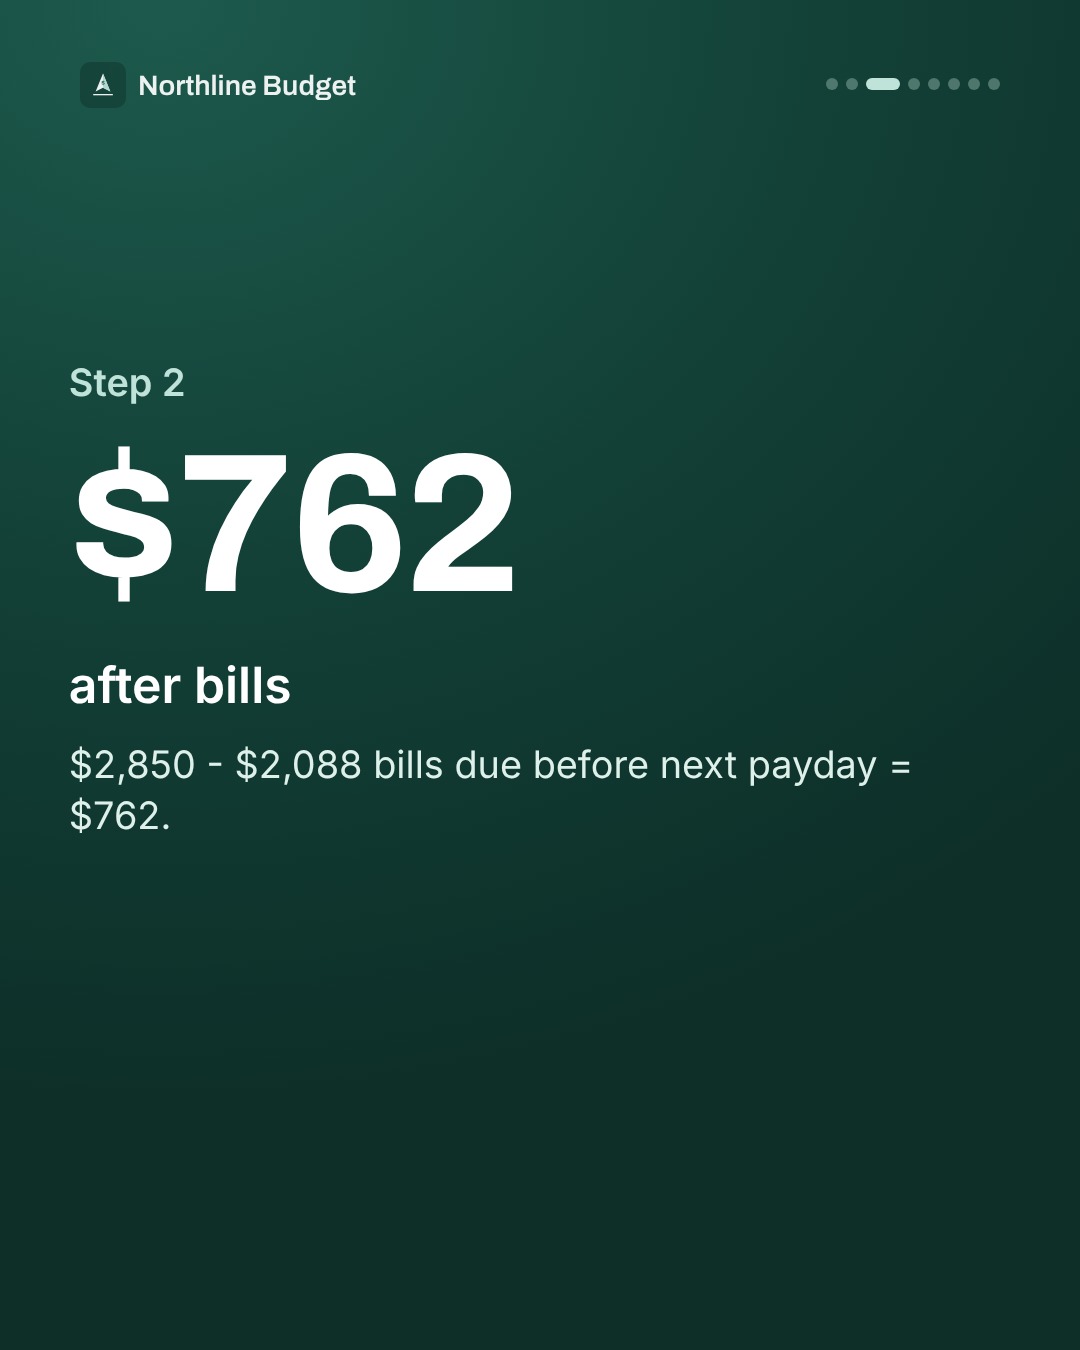 Northline Budget
Step 2
$762
after bills
$2,850 - $2,088 bills due before next payday =
$762.